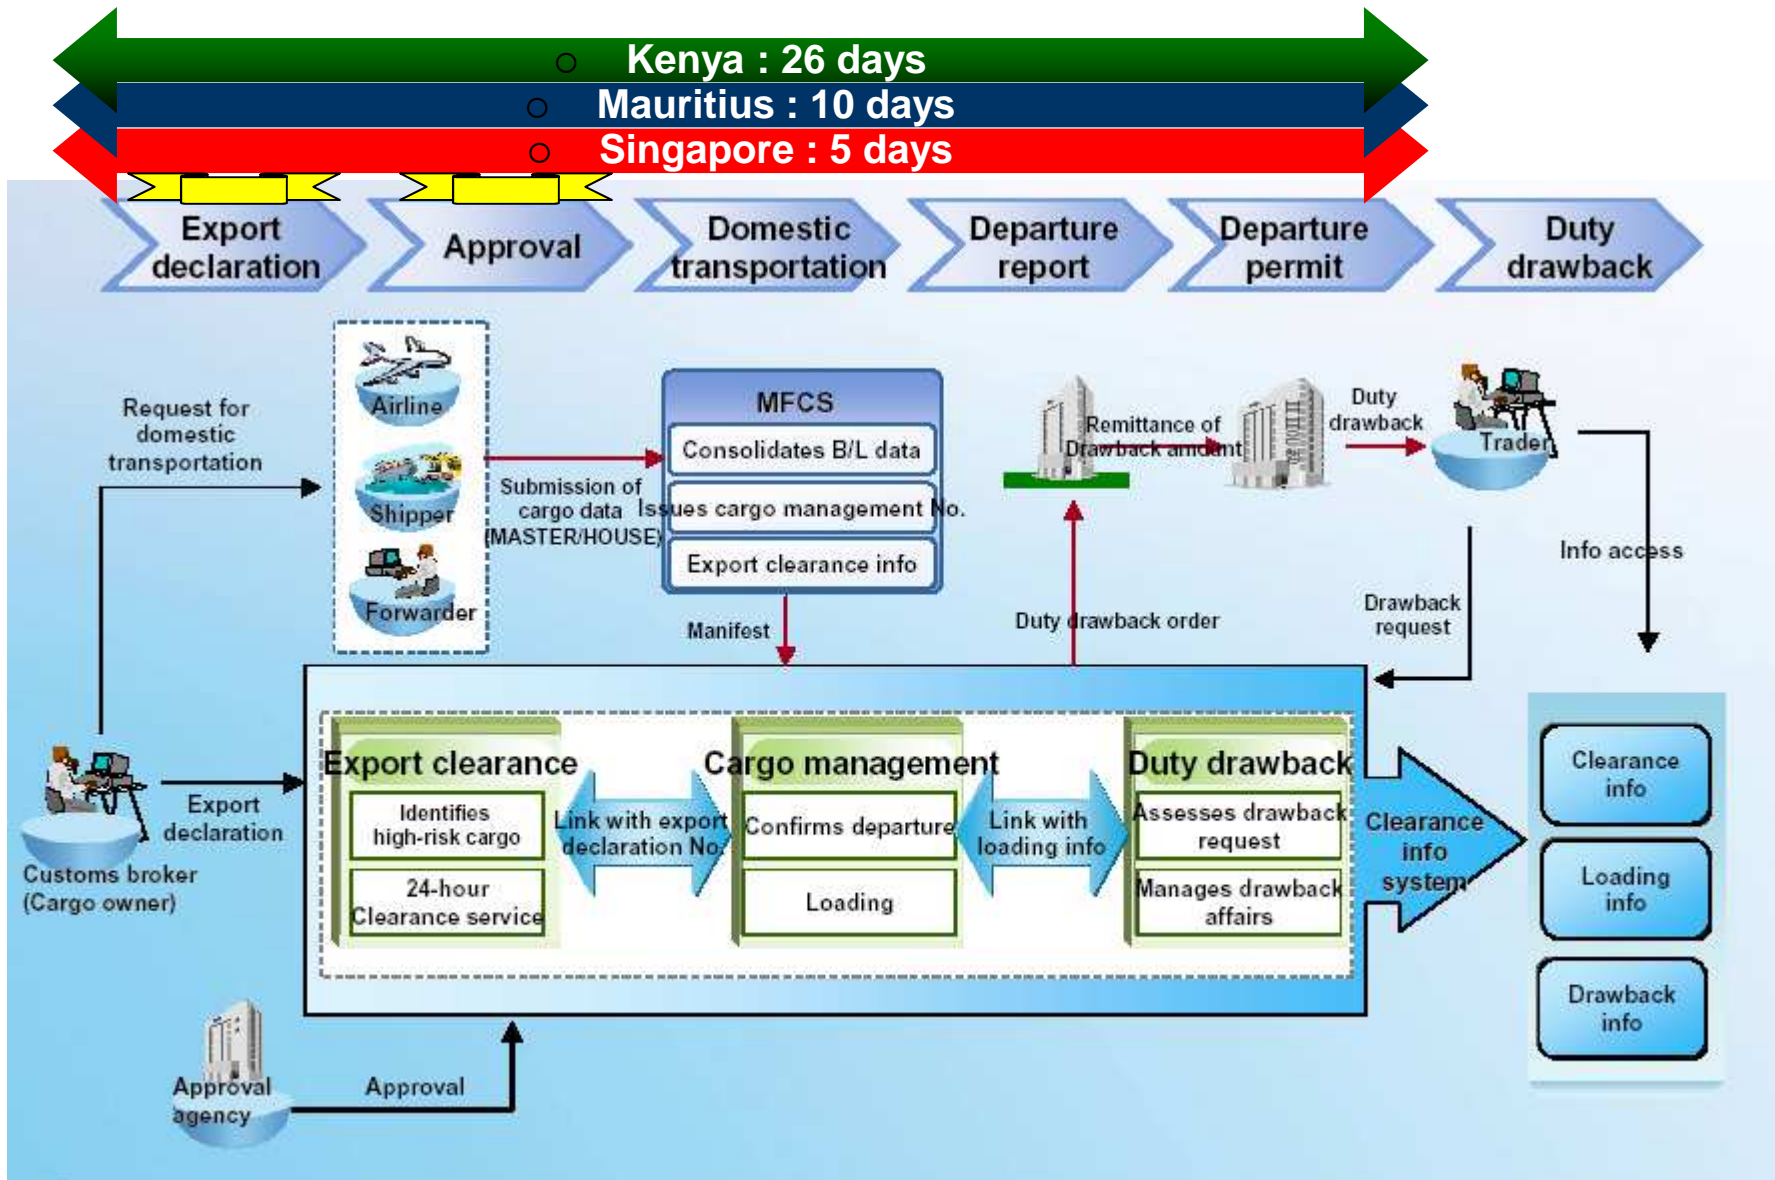 Kenya : 26 days
Mauritius : 10 days
Singapore : 5 days
Export
declaration
Approval
Domestic
transportation
Departure
report
Departure
permit
Duty
drawback
Request for
domestic
transportation
Airline
Shipper
Forwarder
Submission of
cargo data
(MASTER/HOUSE)
MFCS
Consolidates B/L data
Issues cargo management No.
Export clearance info
Manifest
Remittance of
Drawback amount
Duty
drawback
Trader
Info access
Drawback
request
Duty drawback order
Export clearance
Identifies
high-risk cargo
24-hour
Clearance service
Link with export
declaration No.
Cargo management
Confirms departure
Loading
Link with
loading info
Duty drawback
Assesses drawback
request
Manages drawback
affairs
Clearance
info
system
Clearance
info
Loading
info
Drawback
info
Export
declaration
Customs broker
(Cargo owner)
Approval
agency
Approval